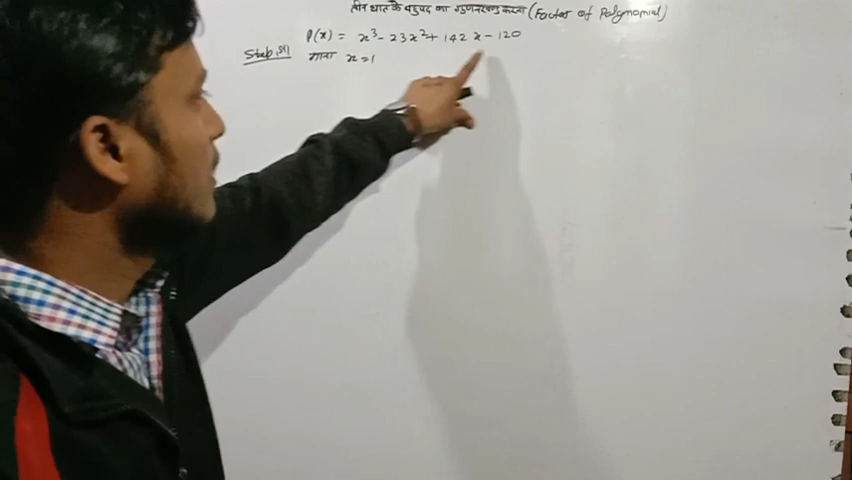 तीन घात के बहुपद का गुणनखण्ड करना (Factor of Polynomial)
P(x) = x³ - 23x² + 142x - 120
Step(I) माना x = 1